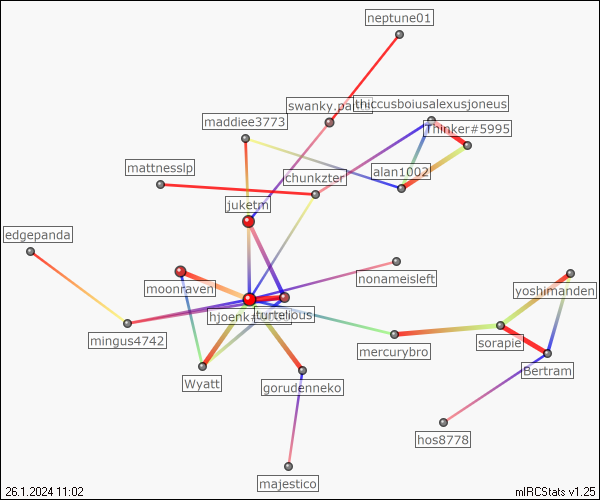 neptune01
swanky.pa
thiccusboiusalexusjoneus
maddiee3773
Thinker#5995
mattnesslp
chunkzter
alan1002
juketm
edgepanda
moonraven
nonameisleft
yoshimanden
hjoenk
turtelious
mingus4742
mercurybro
sorapie
Wyatt
gorudenneko
Bertram
hos8778
majestico
26.1.2024 11:02
mIRCStats v1.25